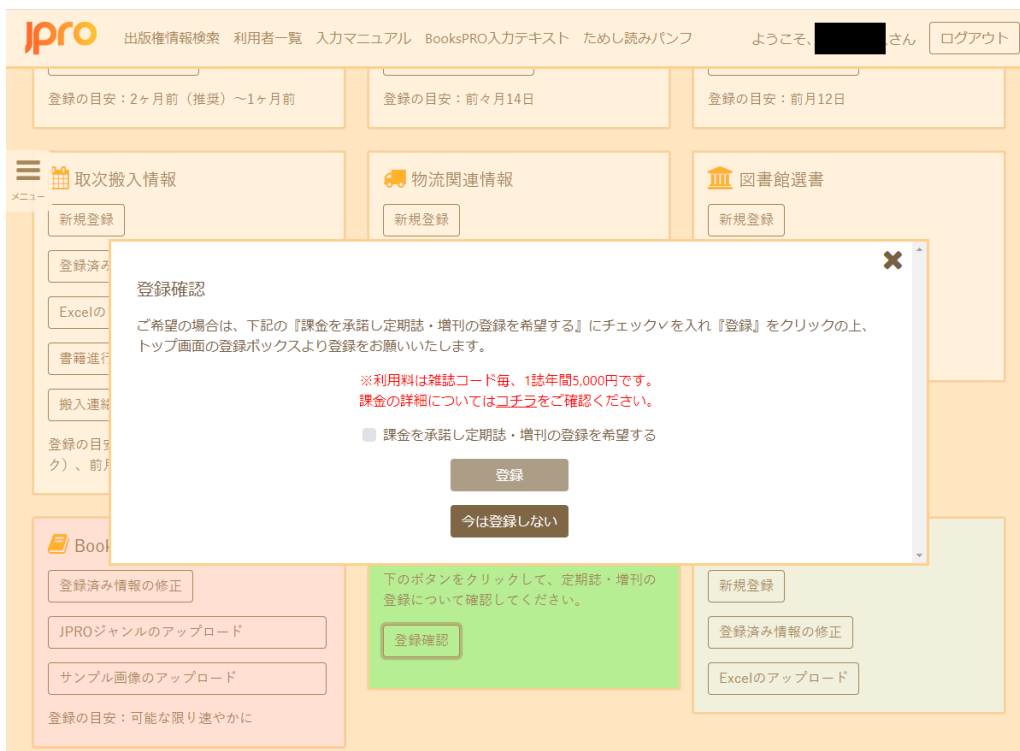 jpro
出版権情報検索 利用者一覧 入力マニュアル BooksPRO入力テキスト ためし読みパンフ
ようこそ、
さん
ログアウト
登録の目安：2ヶ月前（推奨）～1ヶ月前
登録の目安：前々月14日
登録の目安：前月12日
メニュー
取次搬入情報
新規登録
登録済み
Excelの
書籍進行
搬入連絡
登録の目安
ク）、前月
物流関連情報
新規登録
図書館選書
新規登録
登録確認
ご希望の場合は、下記の『課金を承諾し定期誌・増刊の登録を希望する』にチェック✓を入れ『登録』をクリックの上、
トップ画面の登録ボックスより登録をお願いいたします。
※利用料は雑誌コード毎、1誌年間5,000円です。
課金の詳細についてはコチラをご確認ください。
課金を承諾し定期誌・増刊の登録を希望する
登録
今は登録しない
Book
登録済み情報の修正
JPROジャンルのアップロード
サンプル画像のアップロード
登録の目安：可能な限り速やかに
下のボタンをクリックして、定期誌・増刊の
登録について確認してください。
登録確認
新規登録
登録済み情報の修正
Excelのアップロード